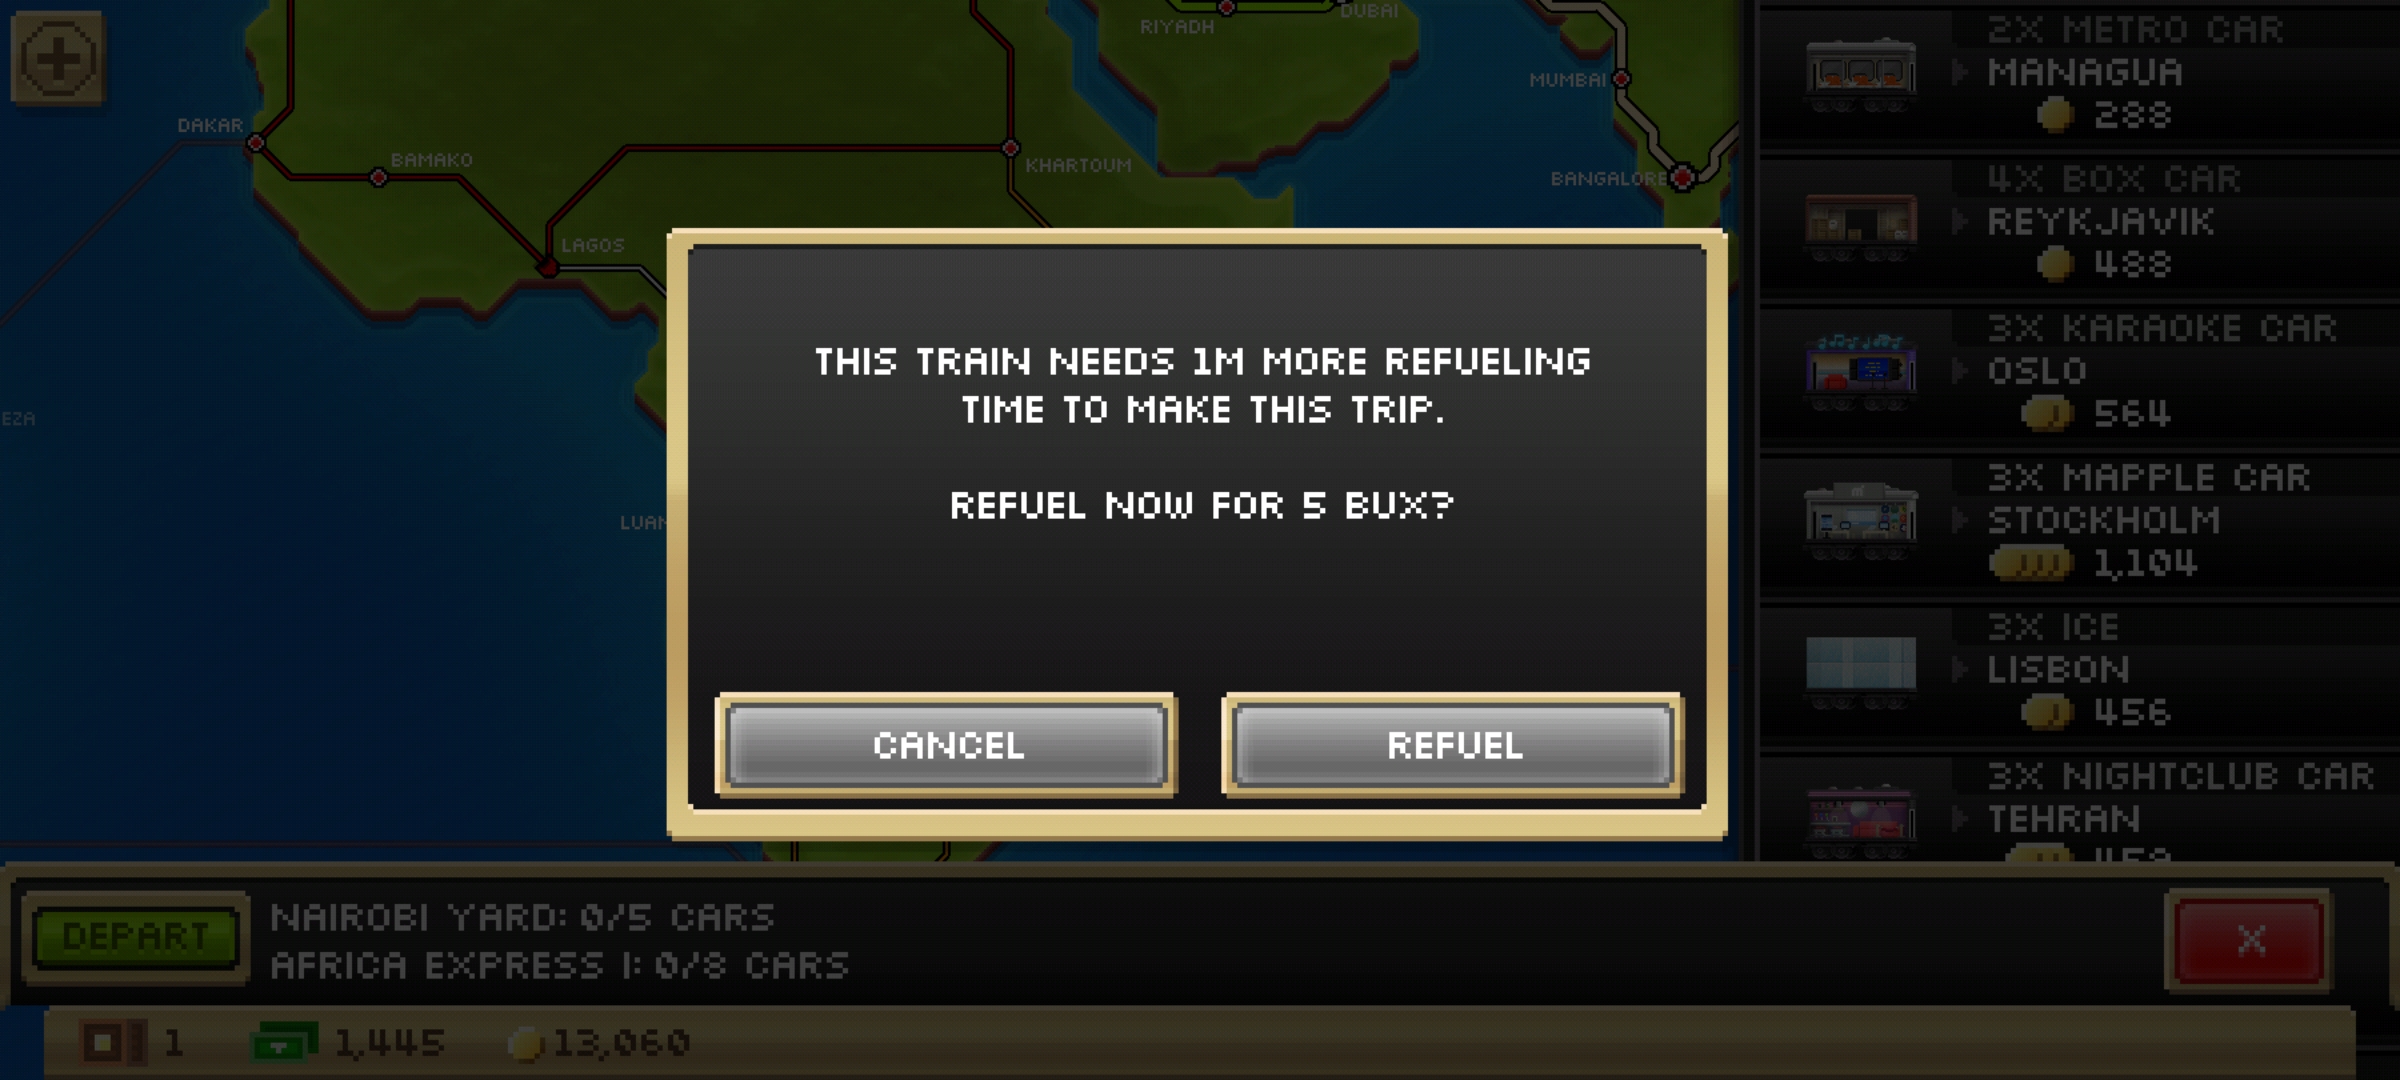 RIYADH
DUBAI
DAKAR
BAMAKO
KHARTOUM
MUMBAI
BANGALORE
LAGOS
EZA
LUAN
2X METRO CAR
MANAGUA
288
4X BOX CAR
REYKJAVIK
488
3X KARAOKE CAR
OSLO
564
3X MAPPLE CAR
STOCKHOLM
1,104
3X ICE
LISBON
456
3X NIGHTCLUB CAR
TEHRAN
THIS TRAIN NEEDS 1M MORE REFUELING
TIME TO MAKE THIS TRIP.
REFUEL NOW FOR 5 BUX?
CANCEL
REFUEL
DEPART
NAIROBI YARD: 0/5 CARS
AFRICA EXPRESS I: 0/8 CARS
X
1
1,445
13,060